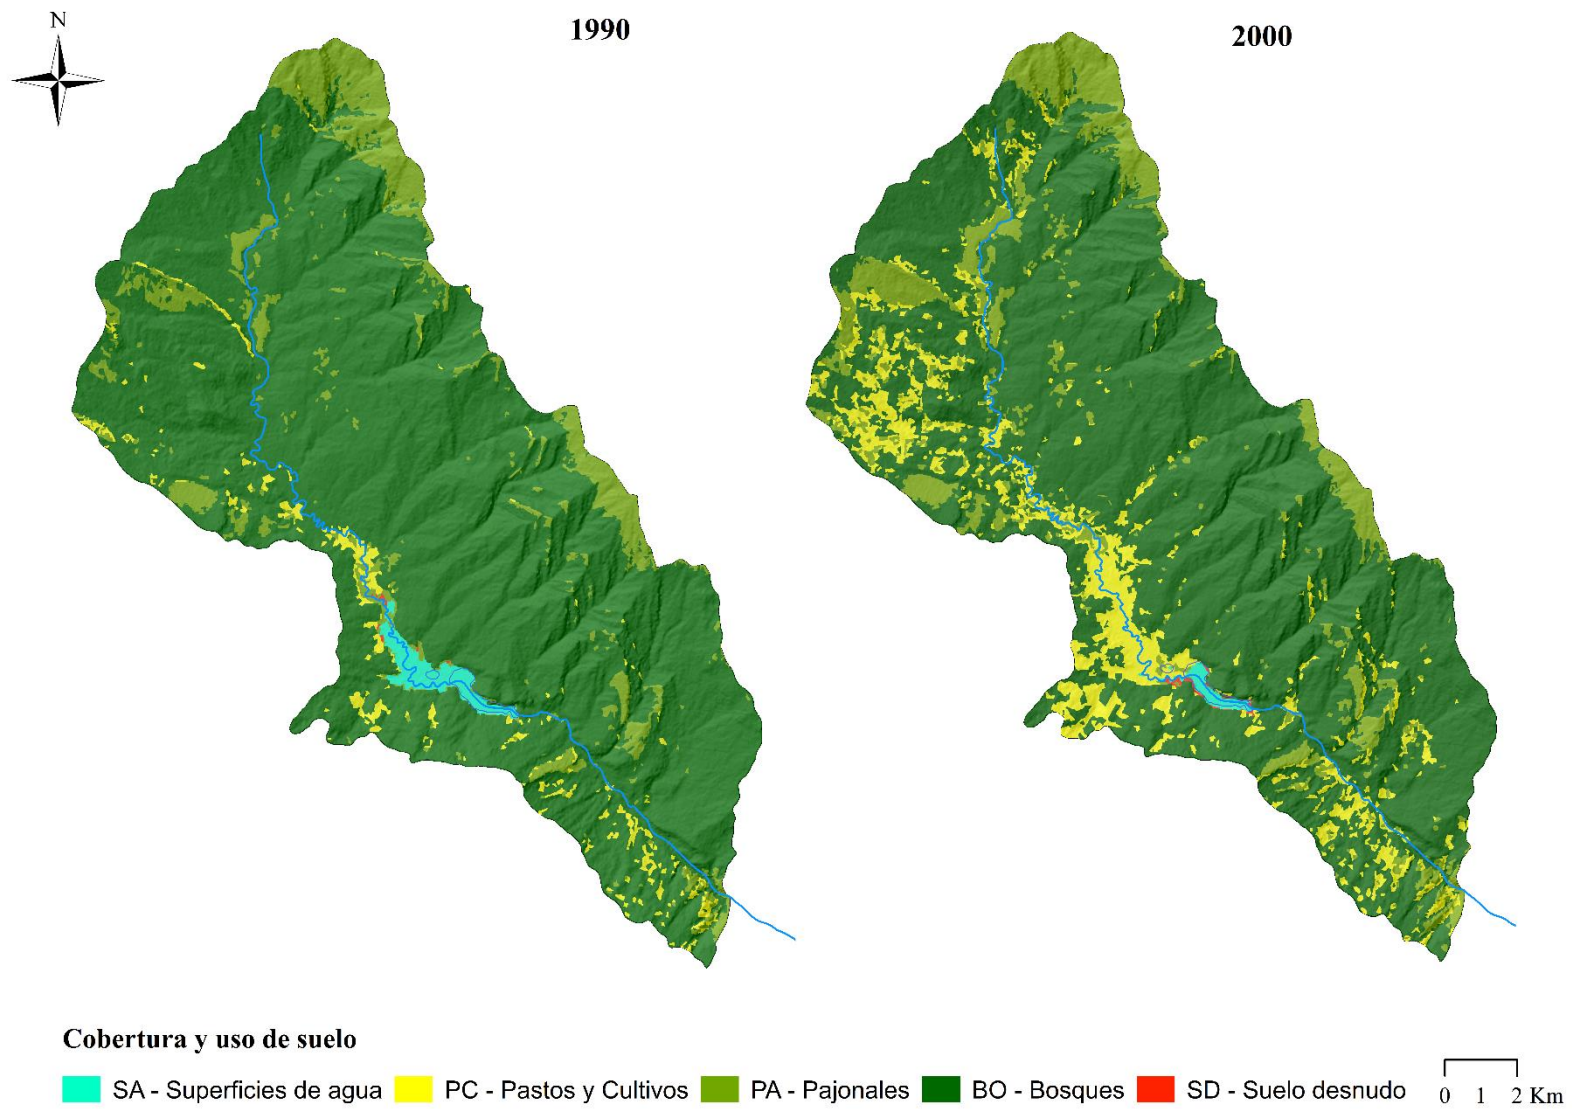 N
1990
2000
Cobertura y uso de suelo
SA - Superficies de agua
PC - Pastos y Cultivos
PA - Pajonales
BO - Bosques
SD - Suelo desnudo
0 1 2 Km